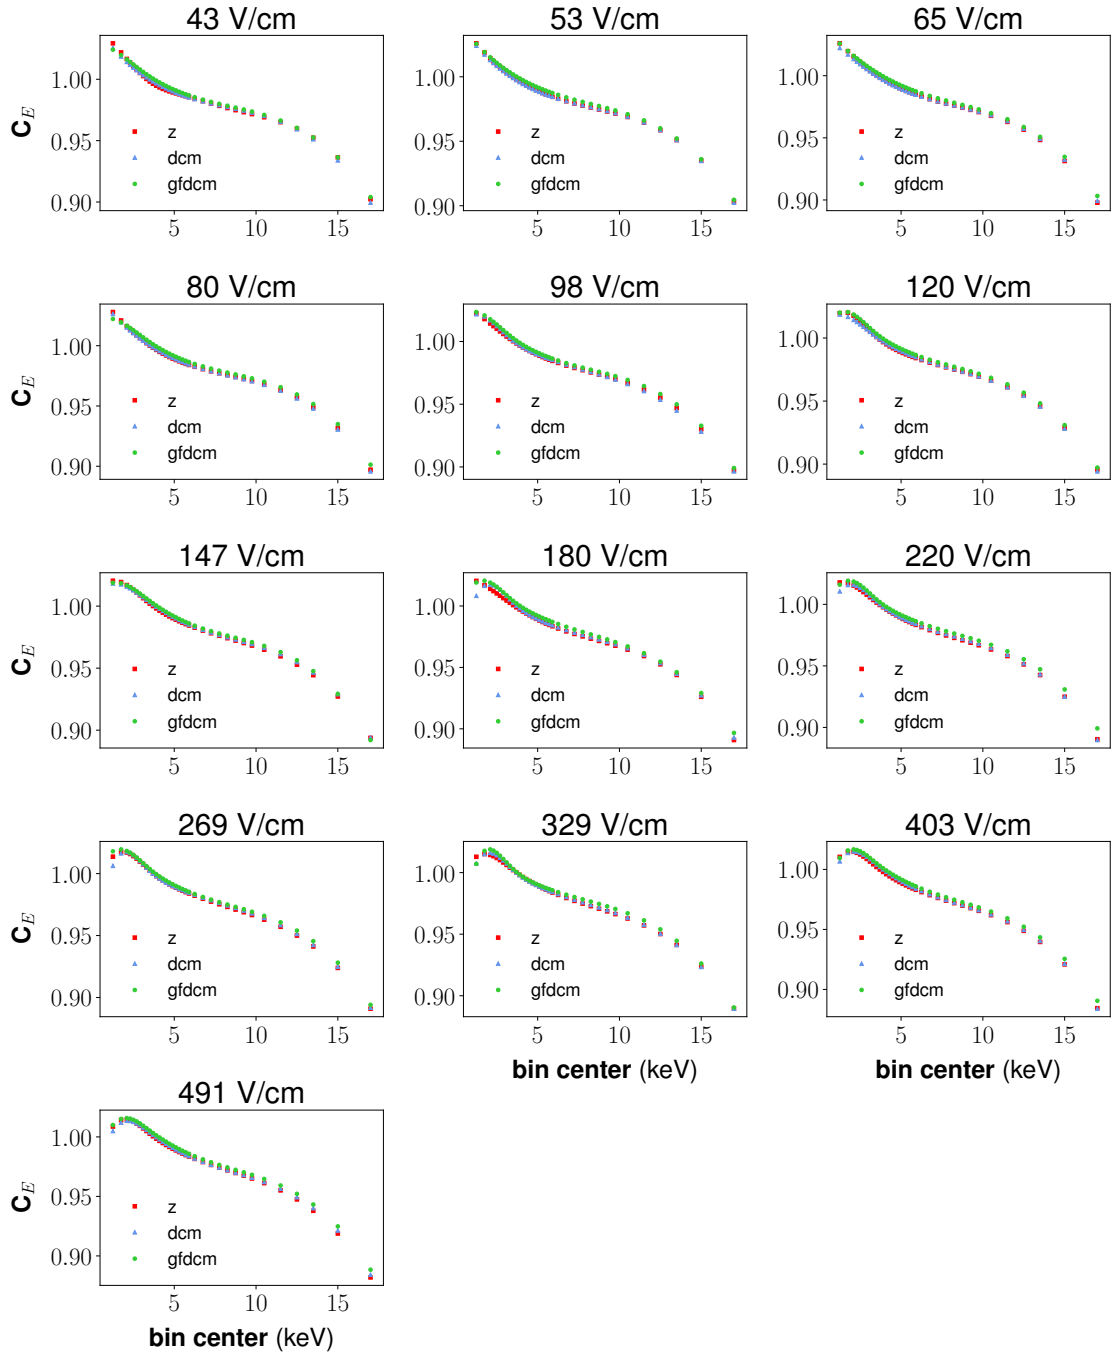 43 V/cm
53 V/cm
65 V/cm
1.00
0.95
0.90
C_E
z
dcm
gfdcm
5 10 15
1.00
0.95
0.90
z
dcm
gfdcm
5 10 15
1.00
0.95
0.90
z
dcm
gfdcm
5 10 15
80 V/cm
98 V/cm
120 V/cm
1.00
0.95
0.90
C_E
z
dcm
gfdcm
5 10 15
1.00
0.95
0.90
z
dcm
gfdcm
5 10 15
1.00
0.95
0.90
z
dcm
gfdcm
5 10 15
147 V/cm
180 V/cm
220 V/cm
1.00
0.95
0.90
C_E
z
dcm
gfdcm
5 10 15
1.00
0.95
0.90
z
dcm
gfdcm
5 10 15
1.00
0.95
0.90
z
dcm
gfdcm
5 10 15
269 V/cm
329 V/cm
403 V/cm
1.00
0.95
0.90
C_E
z
dcm
gfdcm
5 10 15
1.00
0.95
0.90
z
dcm
gfdcm
5 10 15
bin center (keV)
1.00
0.95
0.90
z
dcm
gfdcm
5 10 15
bin center (keV)
491 V/cm
1.00
0.95
0.90
C_E
z
dcm
gfdcm
5 10 15
bin center (keV)